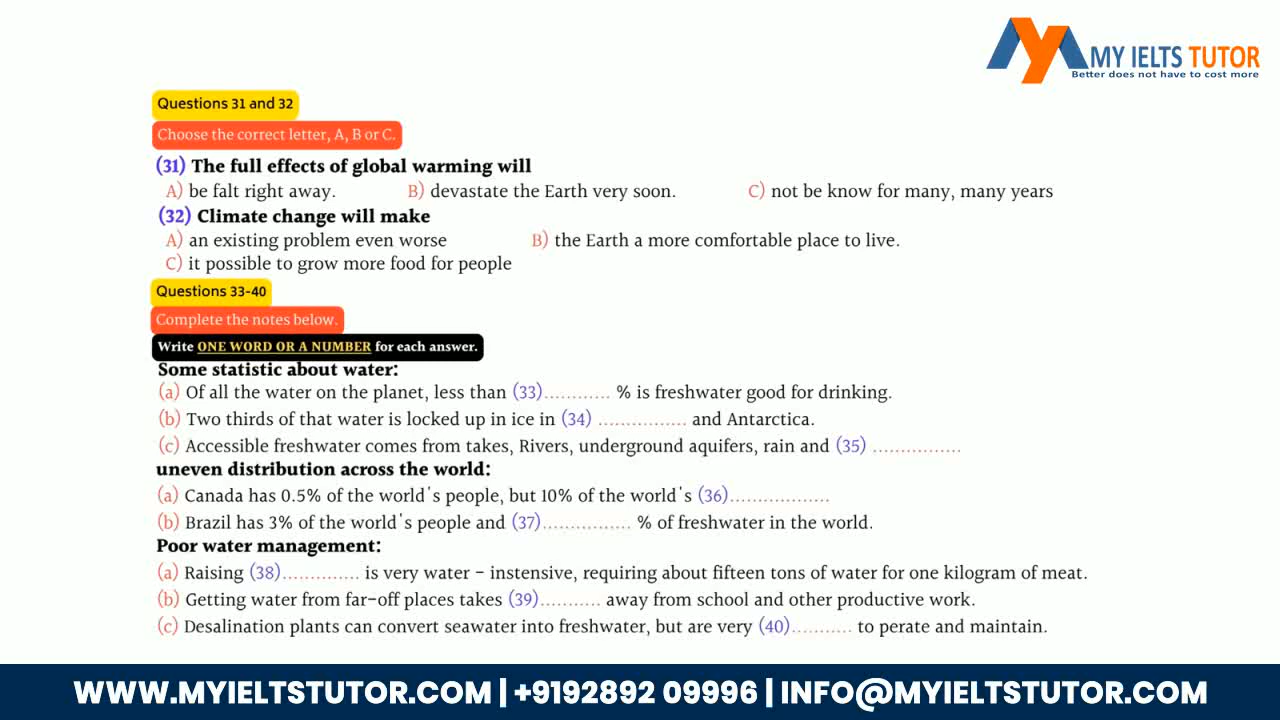 MY IELTS TUTOR
Better does not have to cost more
Questions 31 and 32
Choose the correct letter, A, B or C.
(31) The full effects of global warming will
A) be falt right away. B) devastate the Earth very soon. C) not be know for many, many years
(32) Climate change will make
A) an existing problem even worse B) the Earth a more comfortable place to live.
C) it possible to grow more food for people
Questions 33-40
Complete the notes below.
Write ONE WORD OR A NUMBER for each answer.
Some statistic about water:
(a) Of all the water on the planet, less than (33)........... % is freshwater good for drinking.
(b) Two thirds of that water is locked up in ice in (34) ................ and Antarctica.
(c) Accessible freshwater comes from takes, Rivers, underground aquifers, rain and (35) ................
uneven distribution across the world:
(a) Canada has 0.5% of the world's people, but 10% of the world's (36)..................
(b) Brazil has 3% of the world's people and (37)................ % of freshwater in the world.
Poor water management:
(a) Raising (38).............. is very water - instensive, requiring about fifteen tons of water for one kilogram of meat.
(b) Getting water from far-off places takes (39)........... away from school and other productive work.
(c) Desalination plants can convert seawater into freshwater, but are very (40)........... to perate and maintain.
WWW.MYIELTSTUTOR.COM | +9192892 09996 | INFO@MYIELTSTUTOR.COM